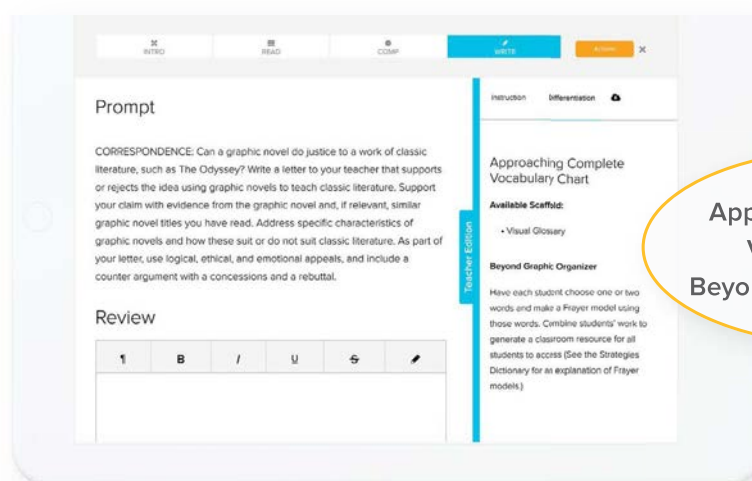 INTRO
READ
COMP
WRITE
Prompt
CORRESPONDENCE: Can a graphic novel do justice to a work of classic
literature, such as The Odyssey? Write a letter to your teacher that supports
or rejects the idea using graphic novels to teach classic literature. Support
your claim with evidence from the graphic novel and, if relevant, similar
graphic novel titles you have read. Address specific characteristics of
graphic novels and how these suit or do not suit classic literature. As part of
your letter, use logical, ethical, and emotional appeals, and include a
counter argument with a concessions and a rebuttal.
Review
¶ B I U S
Teacher Edition
Instruction Differentiation
Approaching Complete
Vocabulary Chart
Available Scaffold:
• Visual Glossary
Beyond Graphic Organizer
Have each student choose one or two
words and make a Frayer model using
those words. Combine students' work to
generate a classroom resource for all
students to access (See the Strategies
Dictionary for an explanation of Frayer
models.)
App
V
Beyo